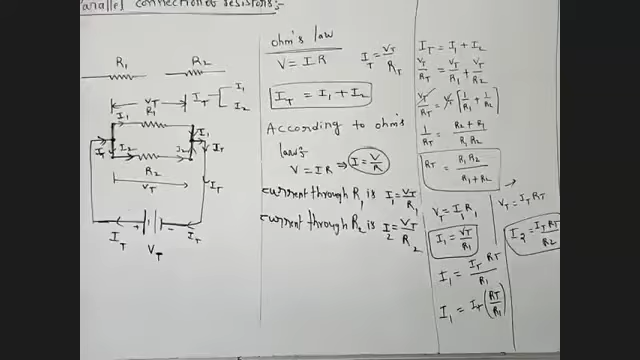 Parallel connection of resistors:-
R1 R2
VT
IT I1
I2
R1
I1 I1
IT I2 I2 IT
R2
VT
IT
+ -
IT IT
VT
ohm's law
V = IR IT = VT/RT
IT = I1 + I2
According to ohm's
law:
V = IR ⇒ I = V/R
current through R1 is I1 = VT/R1
current through R2 is I2 = VT/R2
IT = I1 + I2
VT/RT = VT/R1 + VT/R2
VT/RT = VT [1/R1 + 1/R2]
1/RT = R2 + R1/R1 R2
RT = R1 R2/R1 + R2
VT = I1 R1
I1 = VT/R1
I1 = IT RT/R1
I1 = IT (RT/R1)
→
VT = IT RT
I2 = IT RT/R2